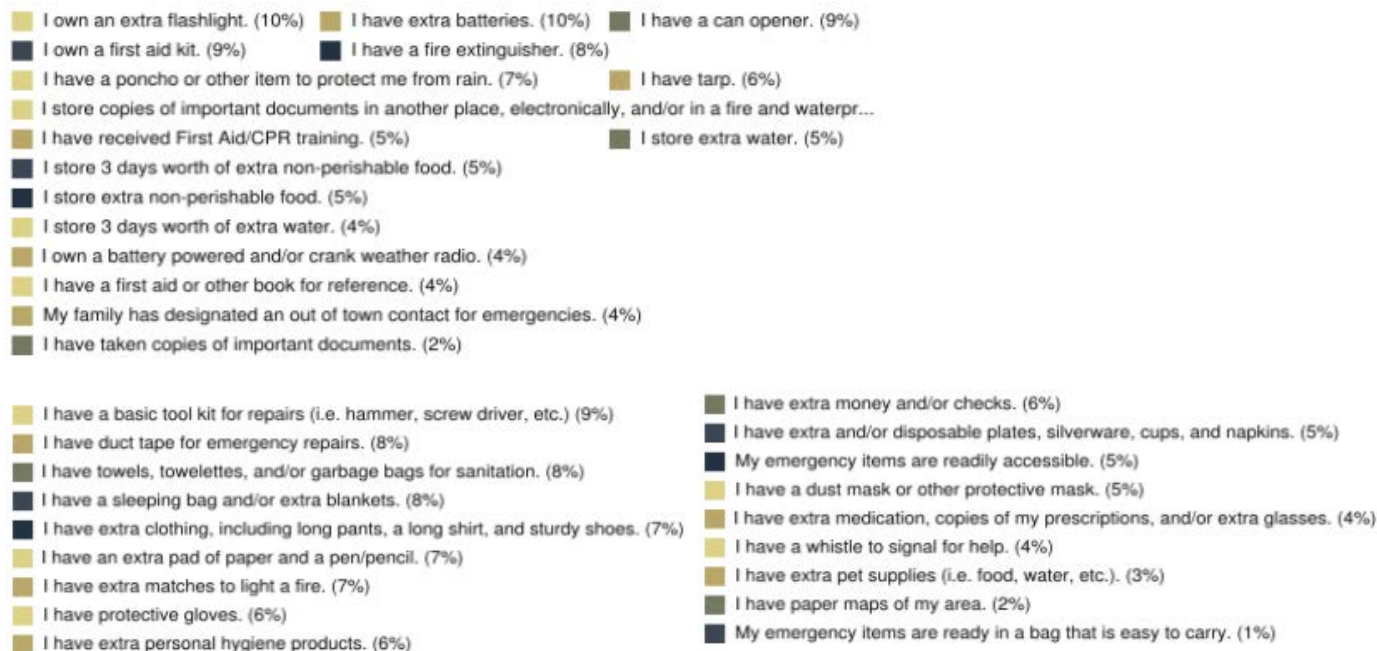 I own an extra flashlight. (10%) I have extra batteries. (10%) I have a can opener. (9%)
I own a first aid kit. (9%) I have a fire extinguisher. (8%)
I have a poncho or other item to protect me from rain. (7%) I have tarp. (6%)
I store copies of important documents in another place, electronically, and/or in a fire and waterpr...
I have received First Aid/CPR training. (5%) I store extra water. (5%)
I store 3 days worth of extra non-perishable food. (5%)
I store extra non-perishable food. (5%)
I store 3 days worth of extra water. (4%)
I own a battery powered and/or crank weather radio. (4%)
I have a first aid or other book for reference. (4%)
My family has designated an out of town contact for emergencies. (4%)
I have taken copies of important documents. (2%)
I have a basic tool kit for repairs (i.e. hammer, screw driver, etc.) (9%)
I have duct tape for emergency repairs. (8%)
I have towels, towelettes, and/or garbage bags for sanitation. (8%)
I have a sleeping bag and/or extra blankets. (8%)
I have extra clothing, including long pants, a long shirt, and sturdy shoes. (7%)
I have an extra pad of paper and a pen/pencil. (7%)
I have extra matches to light a fire. (7%)
I have protective gloves. (6%)
I have extra personal hygiene products. (6%)
I have extra money and/or checks. (6%)
I have extra and/or disposable plates, silverware, cups, and napkins. (5%)
My emergency items are readily accessible. (5%)
I have a dust mask or other protective mask. (5%)
I have extra medication, copies of my prescriptions, and/or extra glasses. (4%)
I have a whistle to signal for help. (4%)
I have extra pet supplies (i.e. food, water, etc.). (3%)
I have paper maps of my area. (2%)
My emergency items are ready in a bag that is easy to carry. (1%)